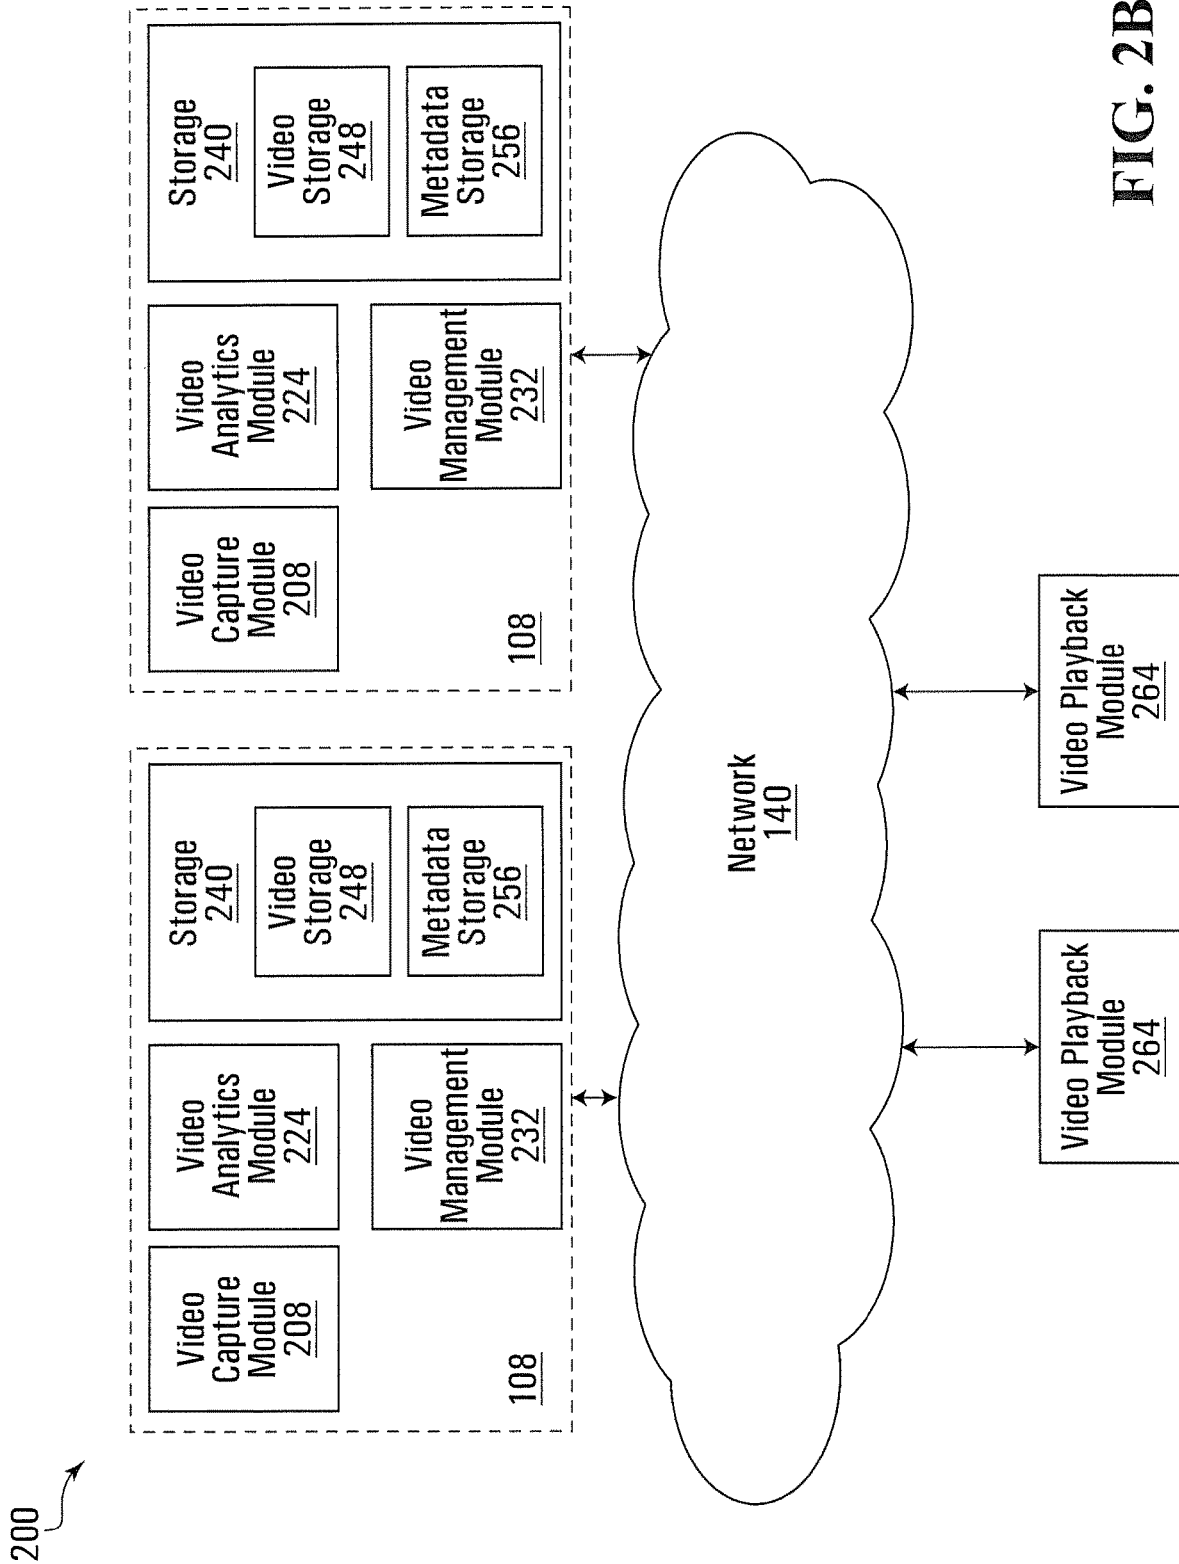 200
Video
Capture
Module
208
Video
Analytics
Module
224
Storage
240
Video
Storage
248
Metadata
Storage
256
Video
Management
Module
232
108
Video
Capture
Module
208
Video
Analytics
Module
224
Storage
240
Video
Storage
248
Metadata
Storage
256
Video
Management
Module
232
108
Network
140
Video Playback
Module
264
Video Playback
Module
264
FIG. 2B